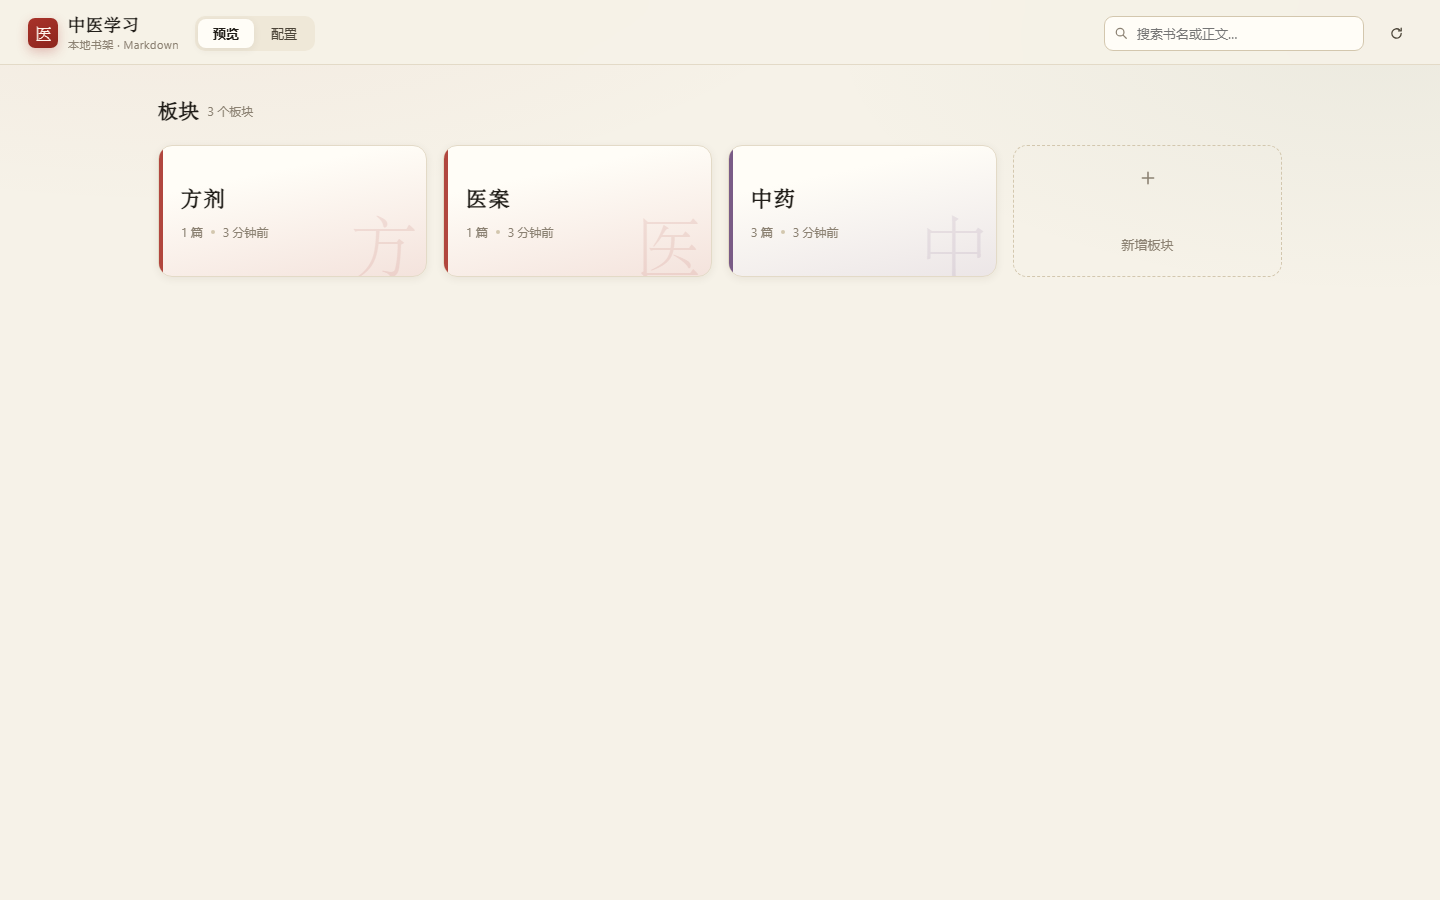 医
中医学习
本地书架 · Markdown
预览
配置
搜索书名或正文...
板块
3 个板块
方剂
1 篇 • 3 分钟前
方
医案
1 篇 • 3 分钟前
医
中药
3 篇 • 3 分钟前
中
+
新增板块